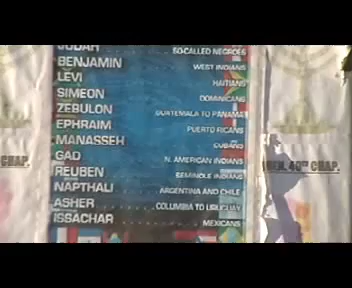 JUDAH SO-CALLED NEGROES
BENJAMIN WEST INDIANS
LEVI HAITIANS
SIMEON DOMINICANS
ZEBULON GUATEMALA TO PANAMA
EPHRAIM PUERTO RICANS
MANASSEH CUBANS
GAD N. AMERICAN INDIANS
REUBEN SEMINOLE INDIANS
NAPTHALI ARGENTINA AND CHILE
ASHER COLUMBIA TO URUGUAY
ISSACHAR MEXICANS
CHAP.
GEN. 40TH CHAP.